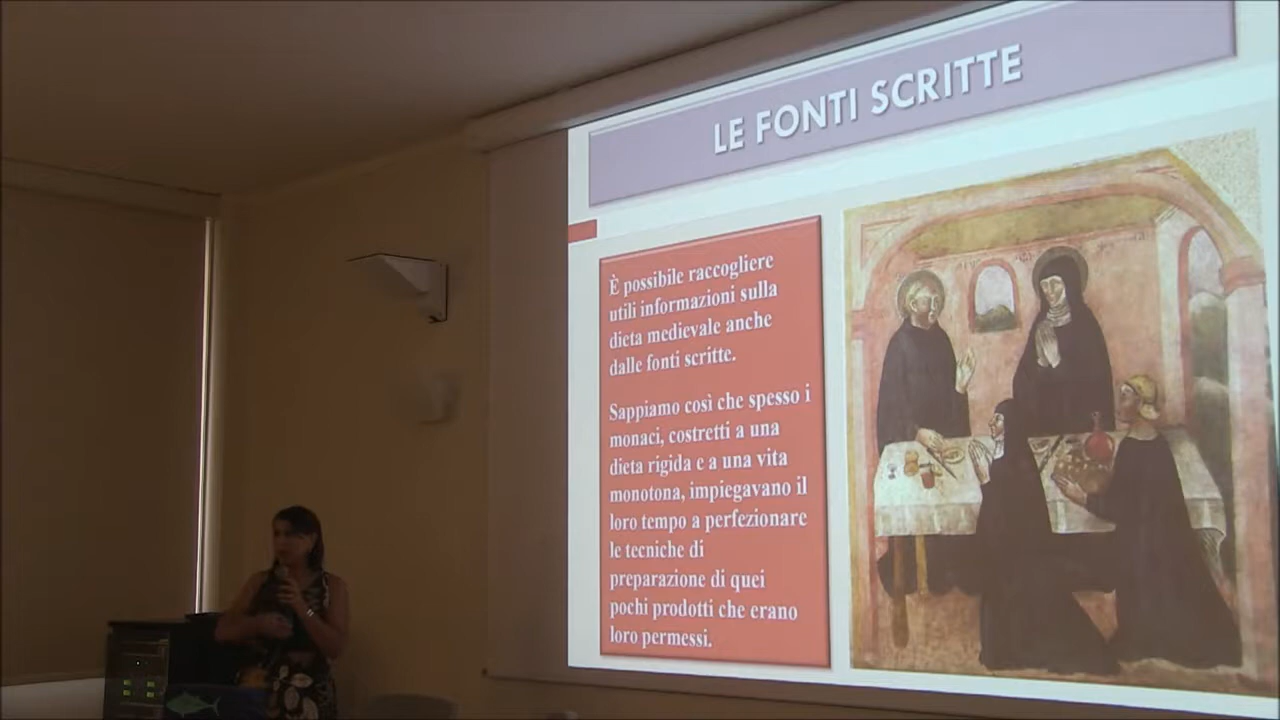 LE FONTI SCRITTE
È possibile raccogliere
utili informazioni sulla
dieta medievale anche
dalle fonti scritte.
Sappiamo così che spesso i
monaci, costretti a una
dieta rigida e a una vita
monotona, impiegavano il
loro tempo a perfezionare
le tecniche di
preparazione di quei
pochi prodotti che erano
loro permessi.